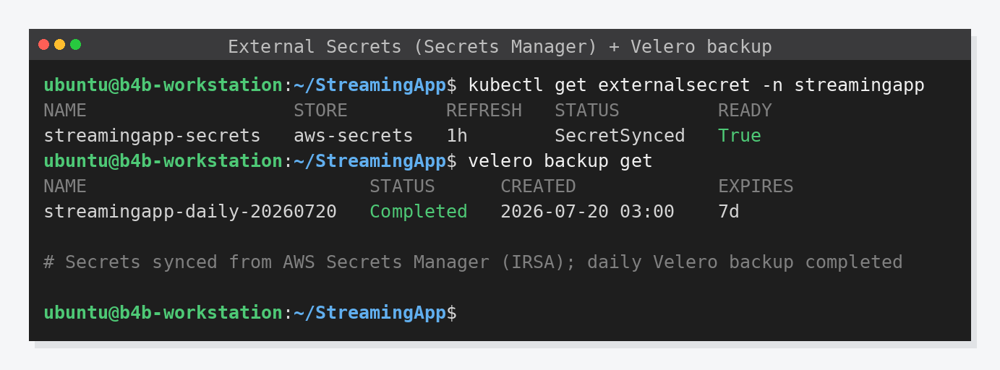 External Secrets (Secrets Manager) + Velero backup
ubuntu@b4b-workstation:~/StreamingApp$ kubectl get externalsecret -n streamingapp
NAME                   STORE         REFRESH   STATUS         READY
streamingapp-secrets   aws-secrets   1h        SecretSynced   True
ubuntu@b4b-workstation:~/StreamingApp$ velero backup get
NAME                          STATUS      CREATED             EXPIRES
streamingapp-daily-20260720   Completed   2026-07-20 03:00    7d
# Secrets synced from AWS Secrets Manager (IRSA); daily Velero backup completed
ubuntu@b4b-workstation:~/StreamingApp$